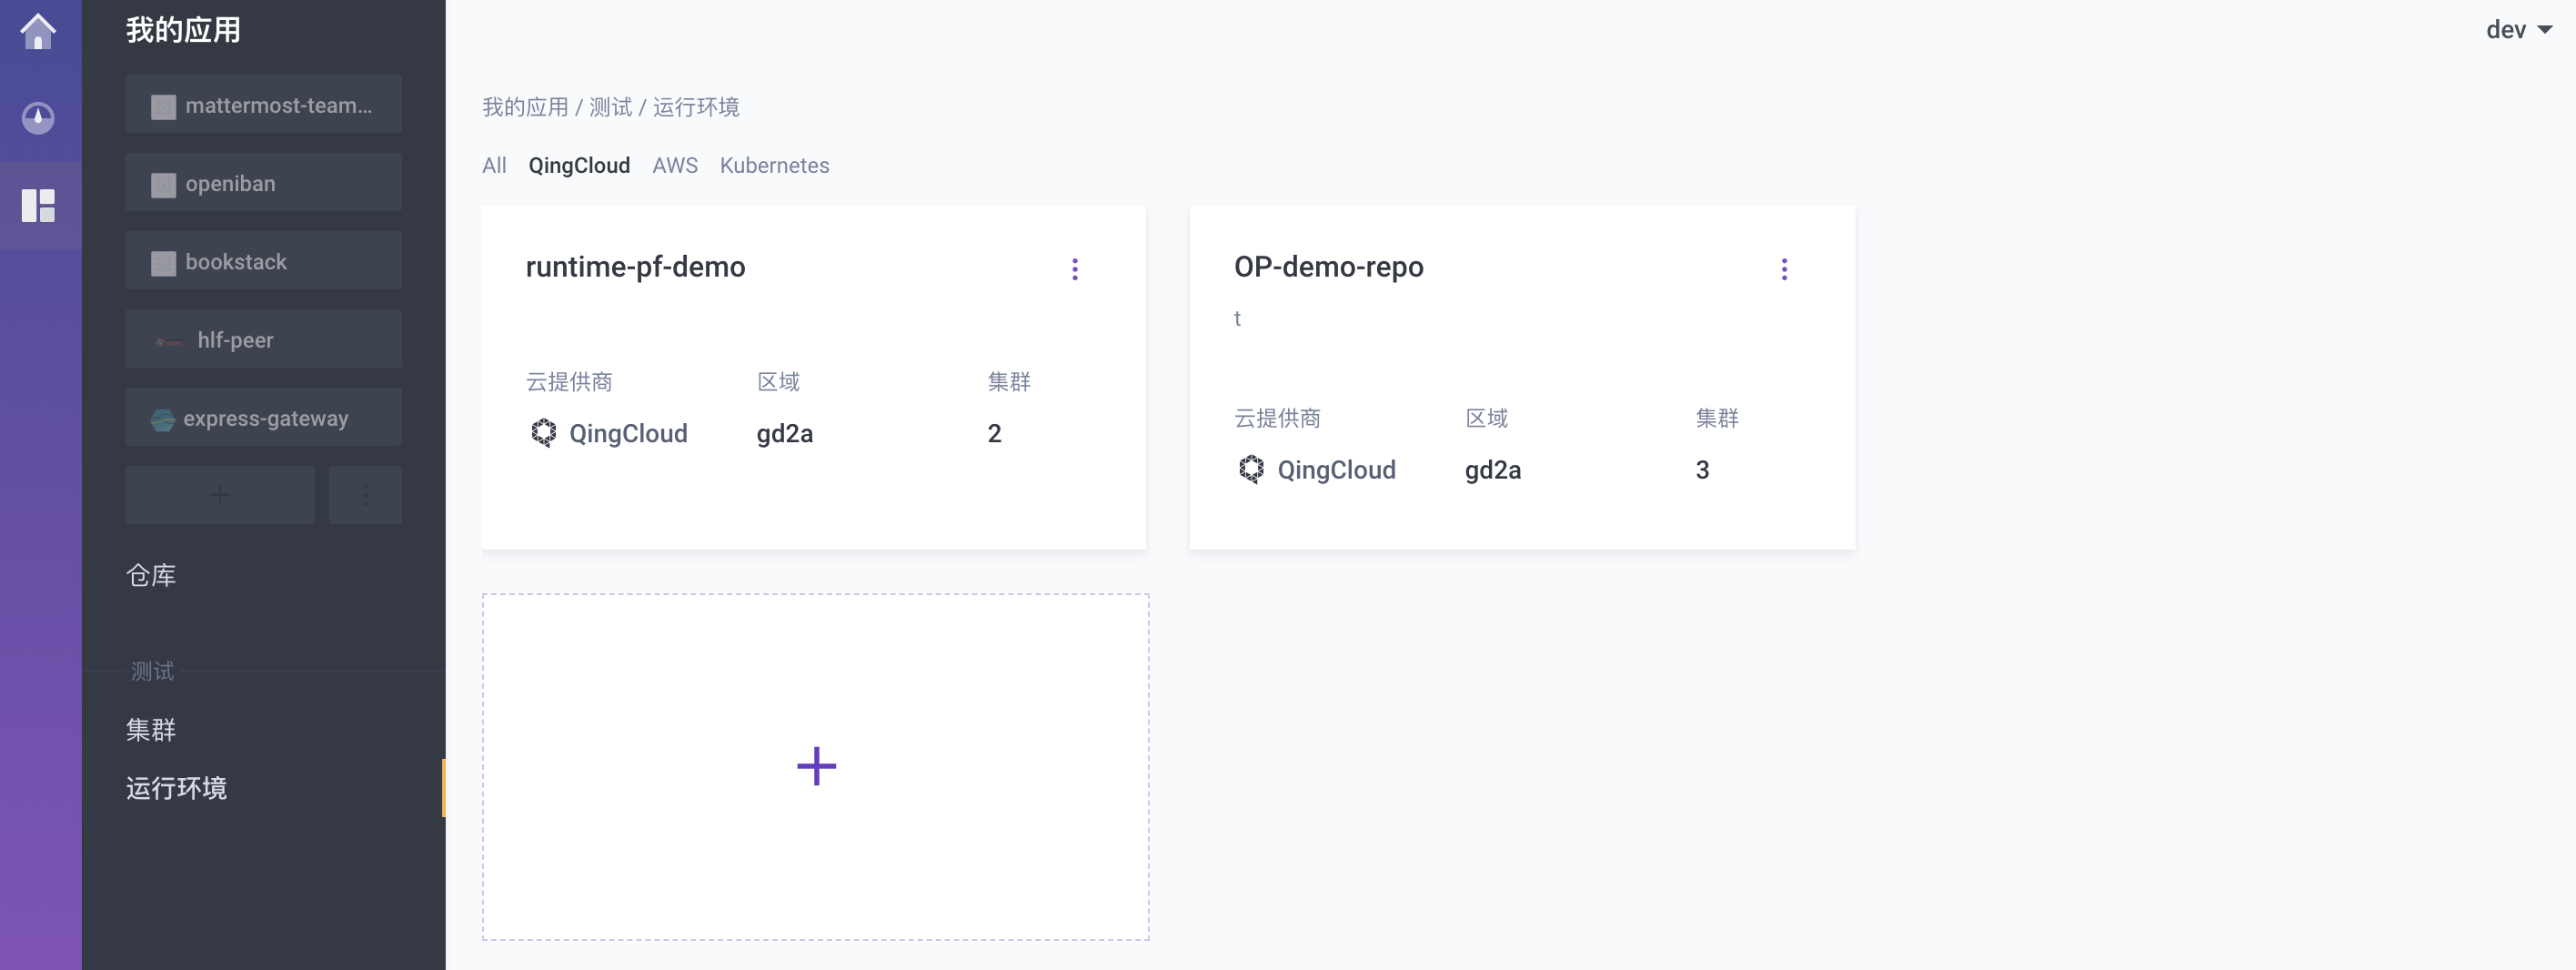 我的应用
mattermost-team...
openiban
bookstack
hlf-peer
express-gateway
仓库
测试
集群
运行环境
dev
我的应用 / 测试 / 运行环境
All QingCloud AWS Kubernetes
runtime-pf-demo
云提供商 区域 集群
QingCloud gd2a 2
OP-demo-repo
t
云提供商 区域 集群
QingCloud gd2a 3